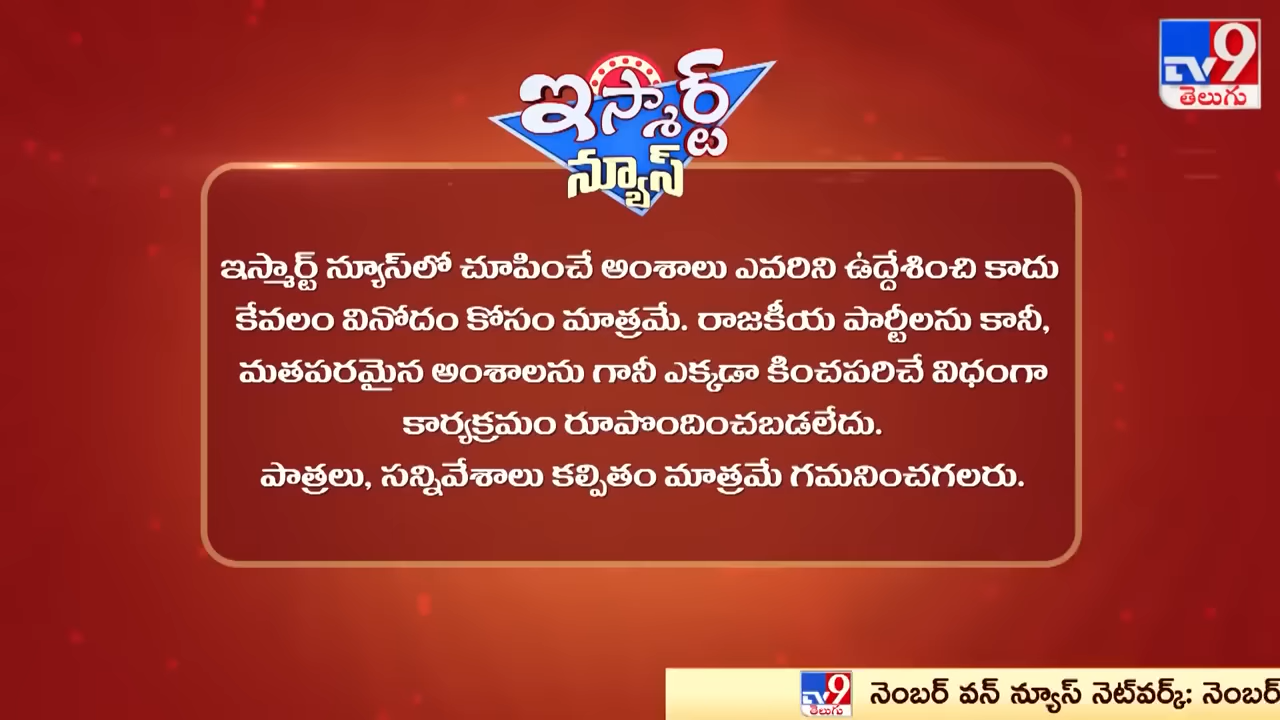 TV9
తెలుగు
ఇస్మార్ట్
న్యూస్
ఇస్మార్ట్ న్యూస్‌లో చూపించే అంశాలు ఎవరిని ఉద్దేశించి కాదు
కేవలం వినోదం కోసం మాత్రమే. రాజకీయ పార్టీలను కానీ,
మతపరమైన అంశాలను గానీ ఎక్కడా కించపరిచే విధంగా
కార్యక్రమం రూపొందించబడలేదు.
పాత్రలు, సన్నివేశాలు కల్పితం మాత్రమే గమనించగలరు.
TV9
తెలుగు
నెంబర్ వన్ న్యూస్ నెట్‌వర్క్: నెంబర్